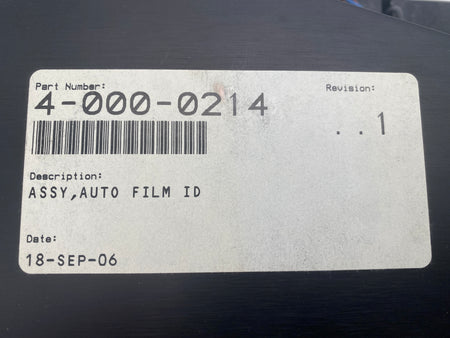 Part Number:
Revision:
4-000-0214
..1
Description:
ASSY,AUTO FILM ID
Date:
18-SEP-06